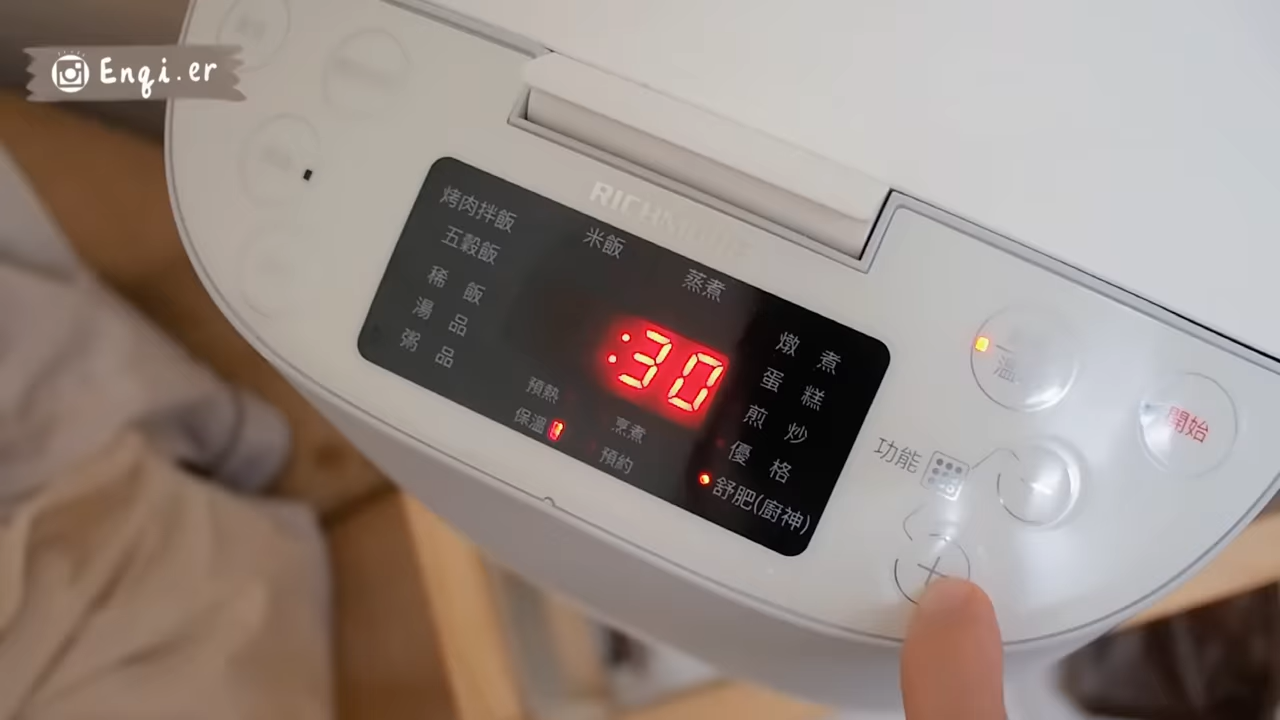 Enqi.er
RICHMORE
烤肉拌飯
五穀飯
稀飯
湯品
粥品
米飯
蒸煮
:30
預熱
保溫
烹煮
預約
燉煮
蛋糕
煎炒
優格
舒肥(廚神)
溫
開始
功能
+